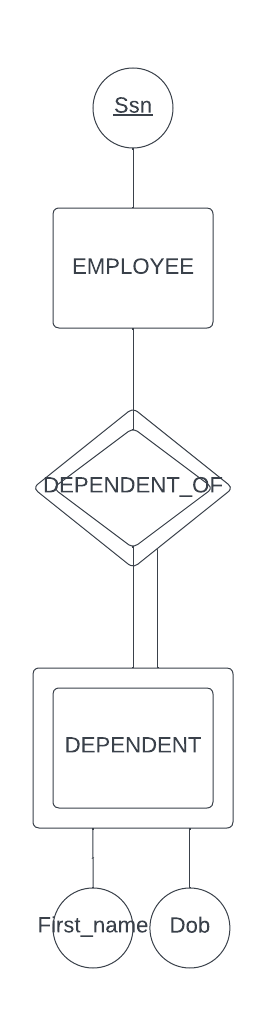 Ssn
EMPLOYEE
DEPENDENT_OF
DEPENDENT
First_name
Dob